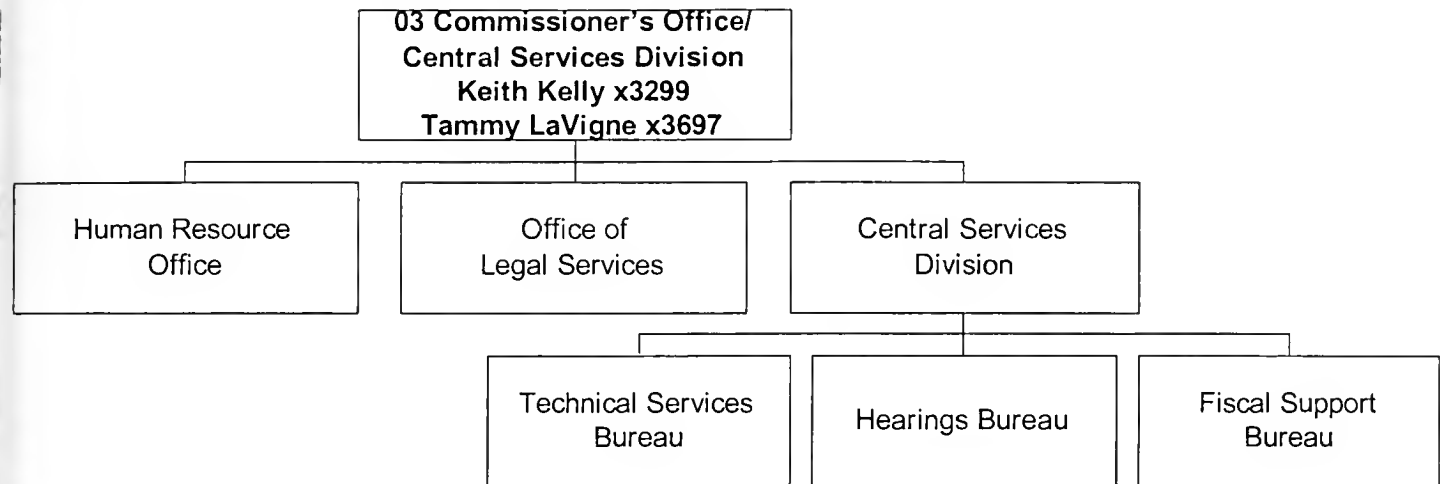 03 Commissioner's Office/
Central Services Division
Keith Kelly x3299
Tammy LaVigne x3697
Human Resource
Office
Office of
Legal Services
Central Services
Division
Technical Services
Bureau
Hearings Bureau
Fiscal Support
Bureau